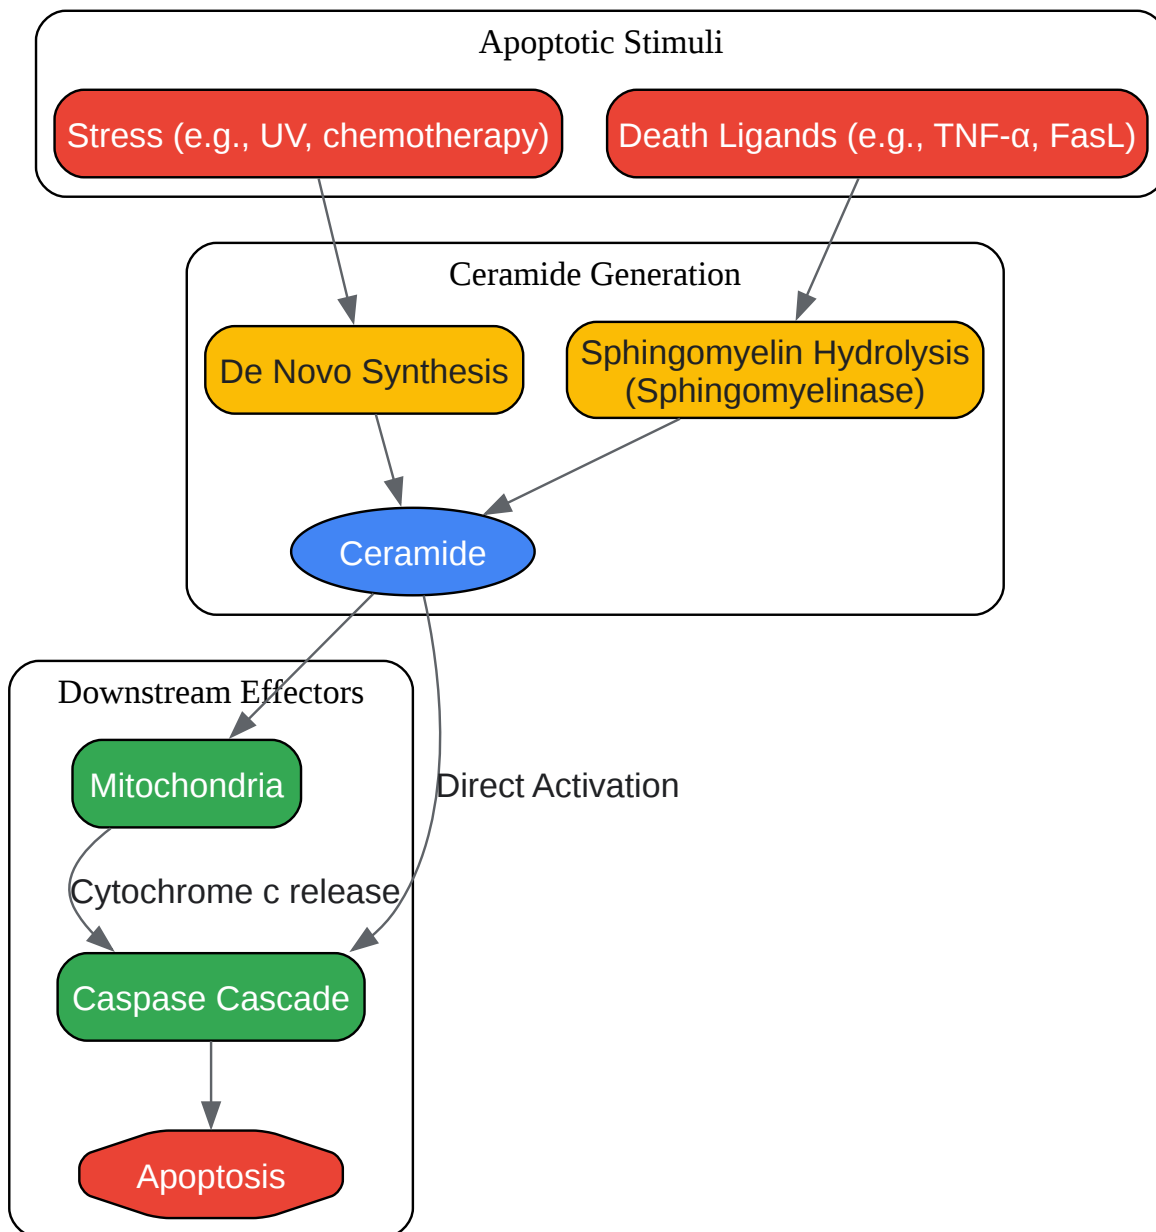 Apoptotic Stimuli
Stress (e.g., UV, chemotherapy)
Death Ligands (e.g., TNF-α, FasL)
Ceramide Generation
De Novo Synthesis
Sphingomyelin Hydrolysis
(Sphingomyelinase)
Ceramide
Downstream Effectors
Mitochondria
Direct Activation
Cytochrome c release
Caspase Cascade
Apoptosis